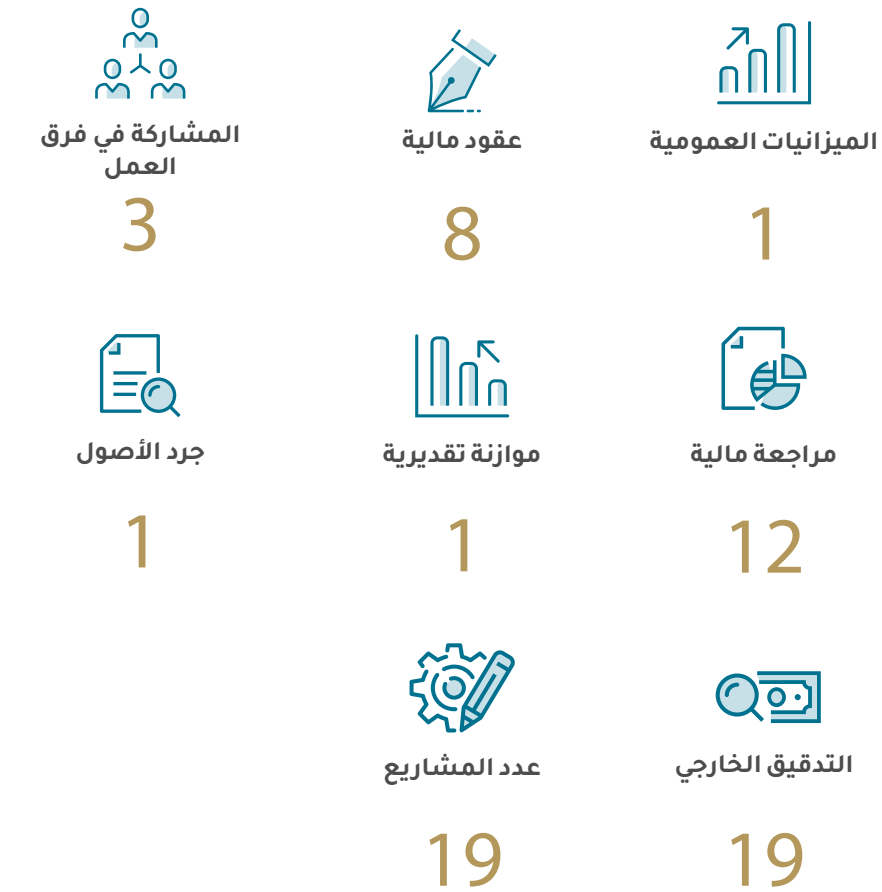 الميزانيات العمومية
1
عقود مالية
8
المشاركة في فرق
العمل
3
مراجعة مالية
12
موازنة تقديرية
1
جرد الأصول
1
التدقيق الخارجي
19
عدد المشاريع
19